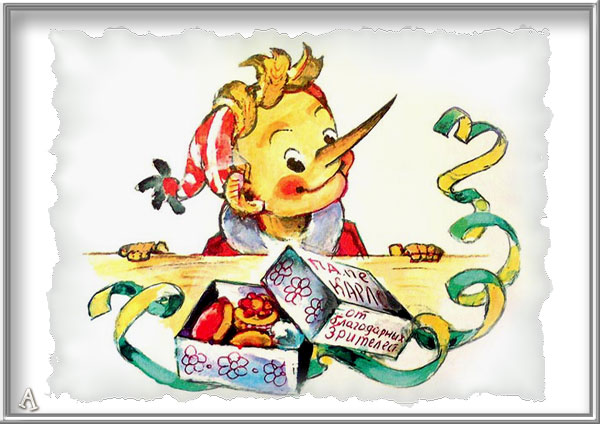 ПАПЕ
КАРЛО
от
благодарных
зрителей
А